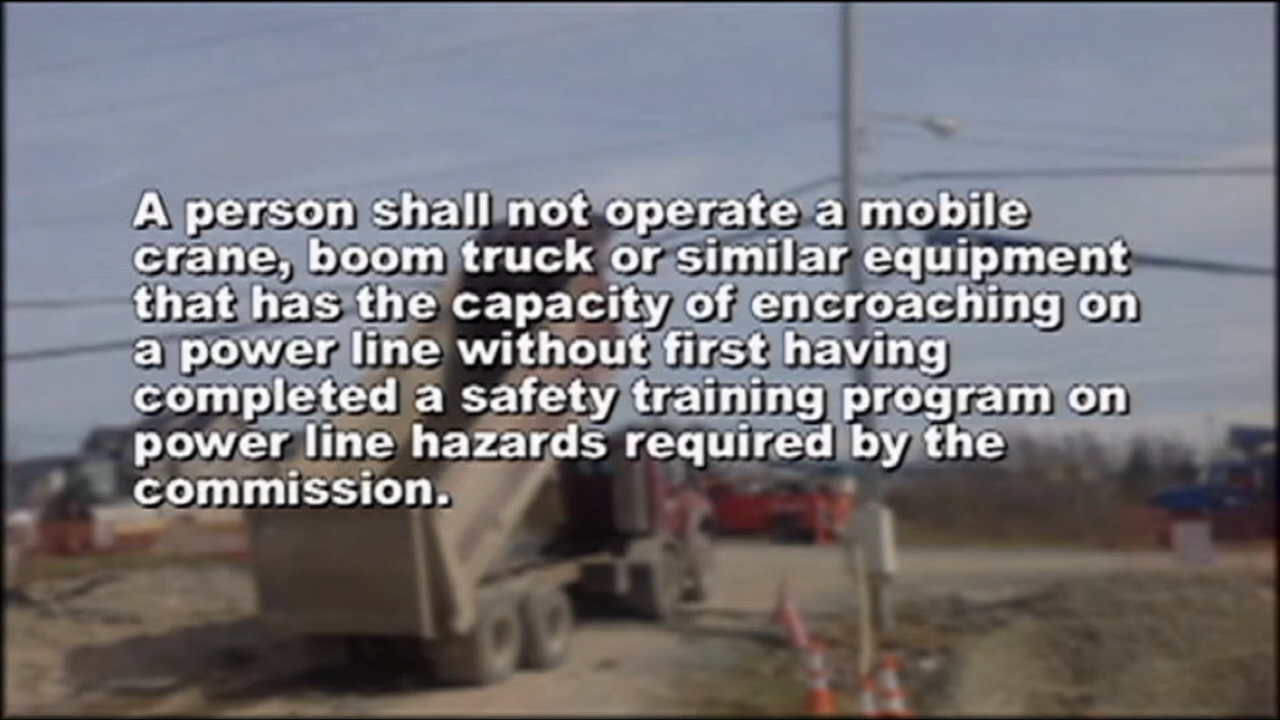 A person shall not operate a mobile
crane, boom truck or similar equipment
that has the capacity of encroaching on
a power line without first having
completed a safety training program on
power line hazards required by the
commission.